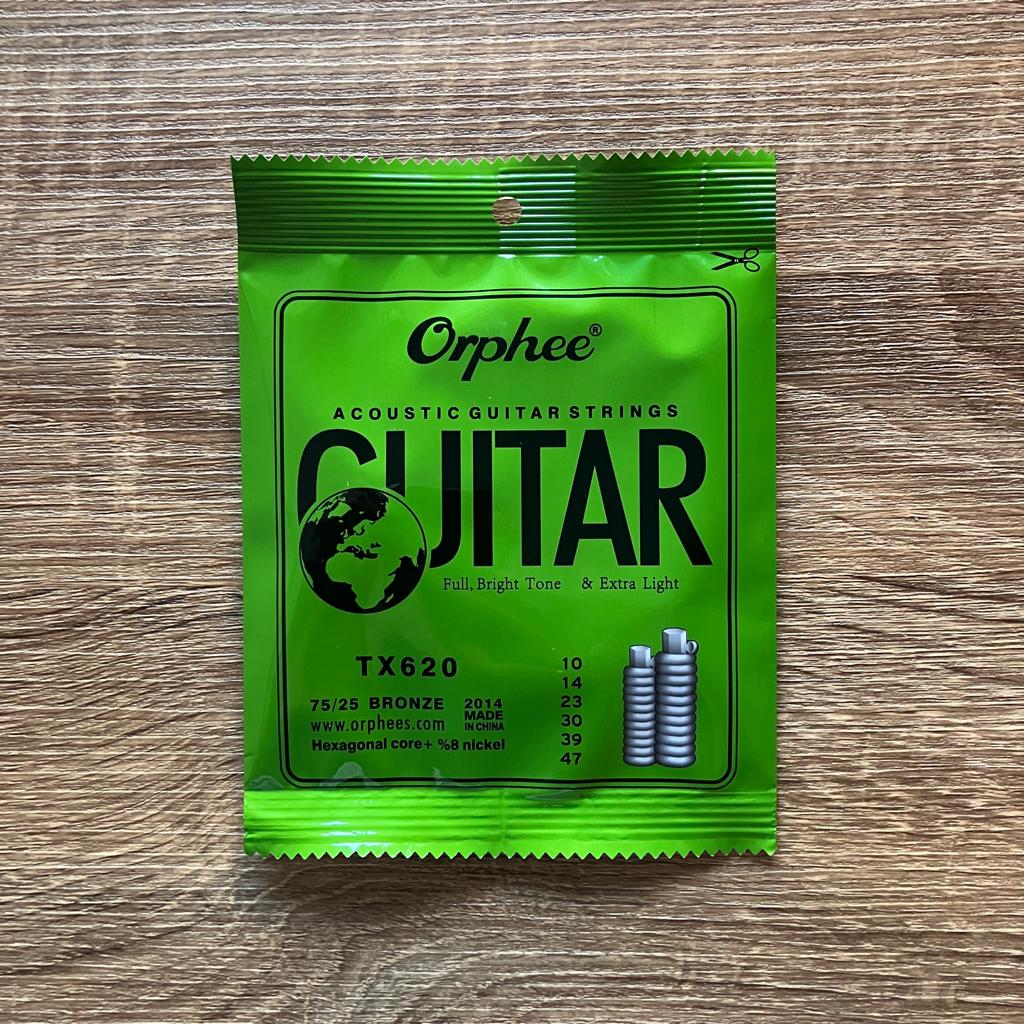 Orphee®
ACOUSTIC GUITAR STRINGS
GUITAR
Full, Bright Tone & Extra Light
TX620
75/25 BRONZE
www.orphees.com
2014
MADE
IN CHINA
Hexagonal core+ %8 nickel
10
14
23
30
39
47